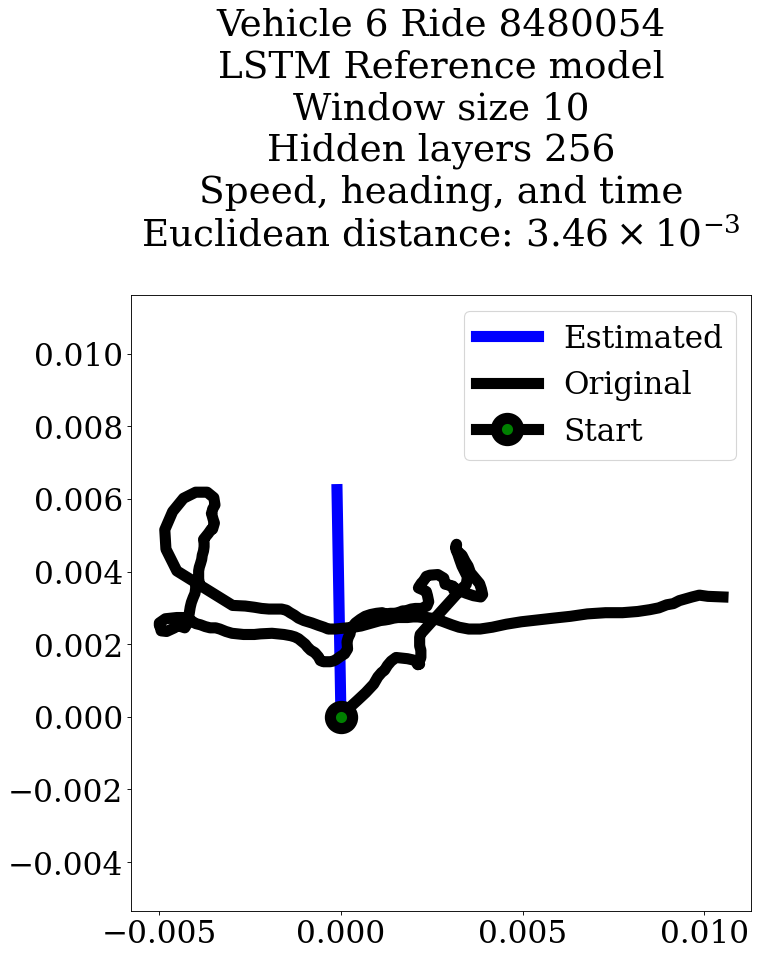 Vehicle 6 Ride 8480054
LSTM Reference model
Window size 10
Hidden layers 256
Speed, heading, and time
Euclidean distance: 3.46 × 10⁻³
Estimated
Original
Start
0.010
0.008
0.006
0.004
0.002
0.000
−0.002
−0.004
−0.005 0.000 0.005 0.010